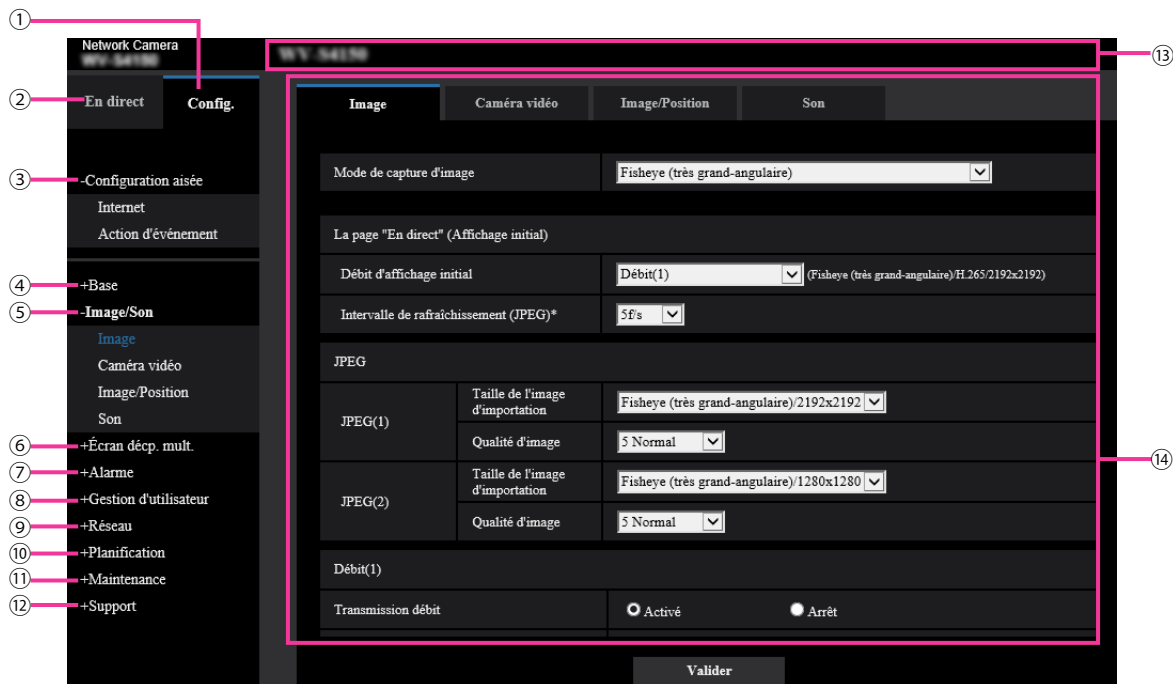 ①
Network Camera
WV-S4150
WV-S4150
⑬
② En direct Config.
Image Caméra vidéo Image/Position Son
③ -Configuration aisée
Internet
Action d'événement
④ +Base
⑤ -Image/Son
Image
Caméra vidéo
Image/Position
Son
⑥ +Écran décp. mult.
⑦ +Alarme
⑧ +Gestion d'utilisateur
⑨ +Réseau
⑩ +Planification
⑪ +Maintenance
⑫ +Support
Mode de capture d'image Fisheye (très grand-angulaire)
La page "En direct" (Affichage initial)
Débit d'affichage initial Débit(1) (Fisheye (très grand-angulaire)/H.265/2192x2192)
Intervalle de rafraîchissement (JPEG)* 5f/s
JPEG
JPEG(1)
Taille de l'image
d'importation
Fisheye (très grand-angulaire)/2192x2192
Qualité d'image 5 Normal
⑭
JPEG(2)
Taille de l'image
d'importation
Fisheye (très grand-angulaire)/1280x1280
Qualité d'image 5 Normal
Débit(1)
Transmission débit Activé Arrêt
Valider